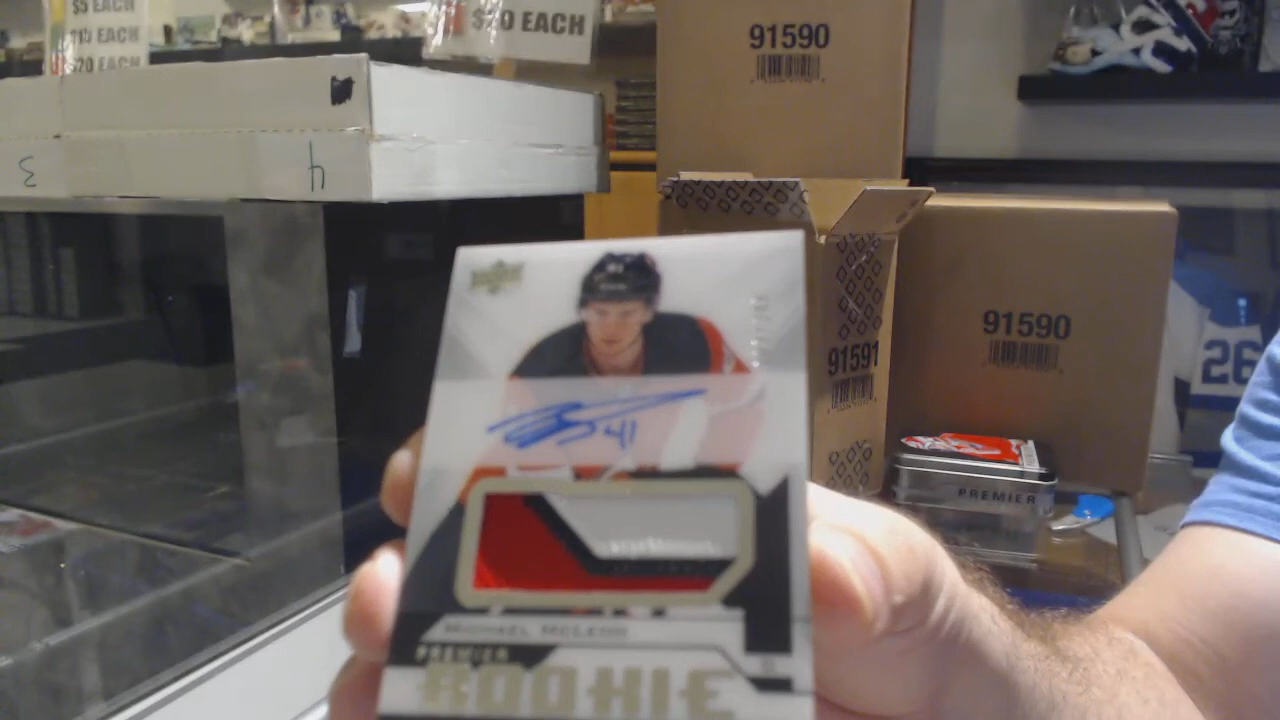 $5 EACH
$10 EACH
$20 EACH
$20 EACH
91590
3
4
91591
91590
26
PREMIER
41
MICHAEL MCLEOD
PREMIER
ROOKIE